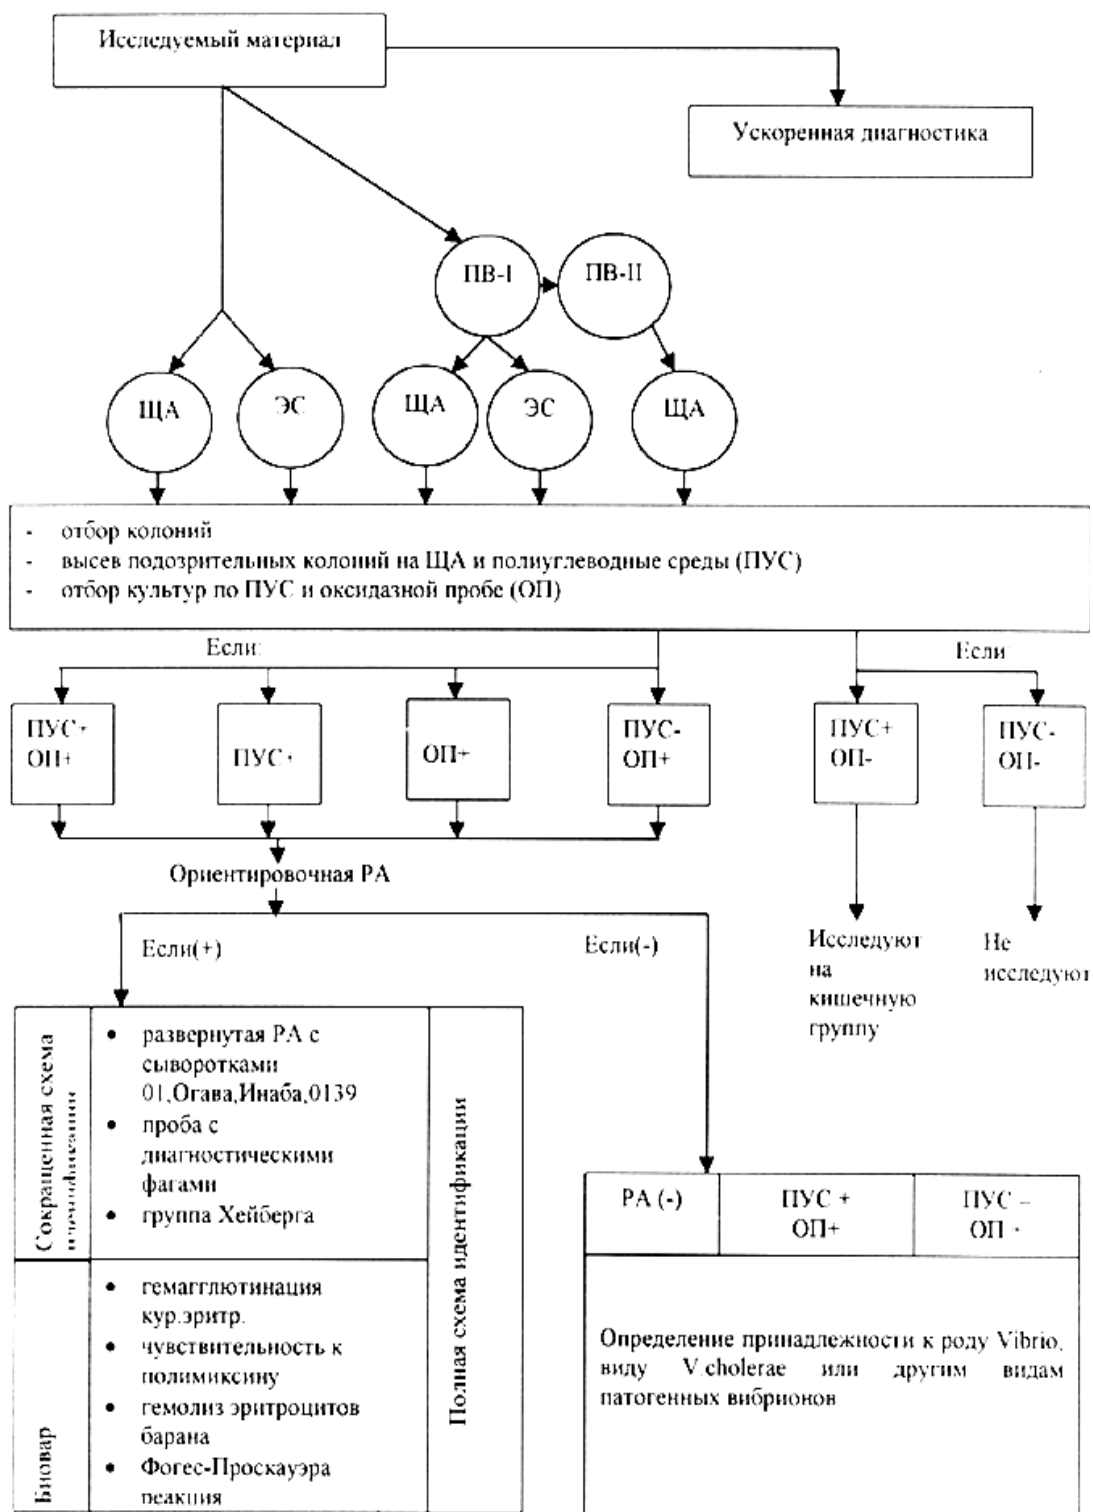 Исследуемый материал
Ускоренная диагностика
ПВ-I
ПВ-II
ЩА
ЭС
ЩА
ЭС
ЩА
- отбор колоний
- высев подозрительных колоний на ЩА и полиуглеводные среды (ПУС)
- отбор культур по ПУС и оксидазной пробе (ОП)
Если:
Если
ПУС+
ОП+
ПУС+
ОП+
ПУС-
ОП+
ПУС+
ОП-
ПУС-
ОП-
Ориентировочная РА
Если(+)
Если(-)
Исследуют
на
кишечную
группу
Не
исследуют
Сокращенная схема
• развернутая РА с
сыворотками
01,Огава,Инаба,0139
• проба с
диагностическими
фагами
• группа Хейберга
Биовар
• гемагглютинация
кур.эритр.
• чувствительность к
полимиксину
• гемолиз эритроцитов
барана
• Фогес-Проскауэра
реакция
Полная схема идентификации
РА (-)
ПУС +
ОП+
ПУС –
ОП +
Определение принадлежности к роду Vibrio,
виду V.cholerae или другим видам
патогенных вибрионов